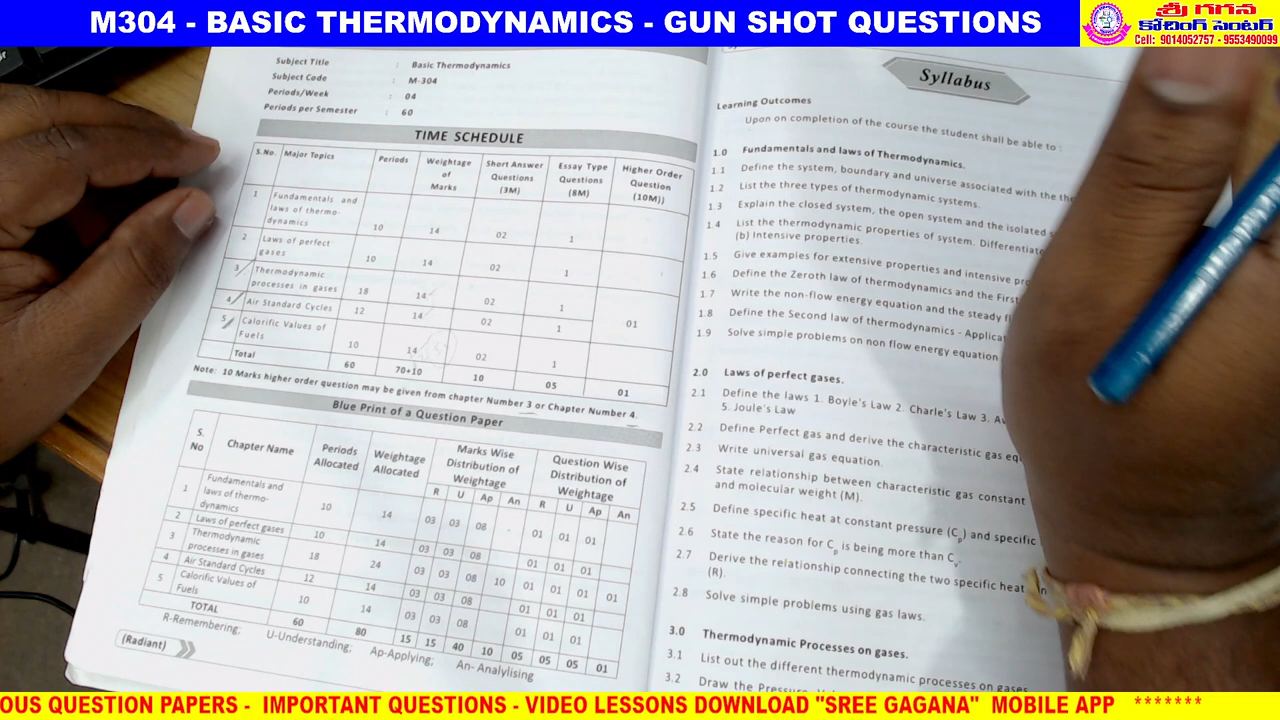 M304 - BASIC THERMODYNAMICS - GUN SHOT QUESTIONS
శ్రీ గగన
కోచింగ్ సెంటర్
Cell: 9014052757 - 9553490099
Subject Title : Basic Thermodynamics
Subject Code : M-304
Periods/Week : 04
Periods per Semester : 60
TIME SCHEDULE
S.No. Major Topics Periods Weightage of Marks Short Answer Questions (3M) Essay Type Questions (8M) Higher Order Question (10M))
1 Fundamentals and laws of thermo-dynamics 10 14 02 1
2 Laws of perfect gases 10 14 02 1
3 Thermodynamic processes in gases 18 14 02 1
4 Air Standard Cycles 12 14 02 1 01
5 Calorific Values of Fuels 10 14 02 1
Total 60 70+10 10 05 01
Note: 10 Marks higher order question may be given from chapter Number 3 or Chapter Number 4.
Blue Print of a Question Paper
S. No Chapter Name Periods Allocated Weightage Allocated Marks Wise Distribution of Weightage Question Wise Distribution of Weightage
R U Ap An R U Ap An
1 Fundamentals and laws of thermo-dynamics 10 14 03 03 08 - 01 01 01
2 Laws of perfect gases 10 14 03 03 08 01 01 01
3 Thermodynamic processes in gases 18 24 03 03 08 10 01 01 01 01
4 Air Standard Cycles 12 14 03 03 08 01 01 01
5 Calorific Values of Fuels 10 14 03 03 08 01 01 01
TOTAL 60 80 15 15 40 10 05 05 05 01
R-Remembering; U-Understanding; Ap-Applying; An- Analylising
(Radiant)
Syllabus
Learning Outcomes
Upon on completion of the course the student shall be able to :
1.0 Fundamentals and laws of Thermodynamics.
1.1 Define the system, boundary and universe associated with the
1.2 List the three types of thermodynamic systems.
1.3 Explain the closed system, the open system and the isolated
1.4 List the thermodynamic properties of system. Differentiate
(b) Intensive properties.
1.5 Give examples for extensive properties and intensive
1.6 Define the Zeroth law of thermodynamics and the First
1.7 Write the non-flow energy equation and the steady
1.8 Define the Second law of thermodynamics -
1.9 Solve simple problems on non flow energy equation
2.0 Laws of perfect gases.
2.1 Define the laws 1. Boyle's Law 2. Charle's Law 3.
5. Joule's Law
2.2 Define Perfect gas and derive the characteristic gas
2.3 Write universal gas equation.
2.4 State relationship between characteristic gas constant
and molecular weight (M).
2.5 Define specific heat at constant pressure (Cp) and specific
2.6 State the reason for Cp is being more than Cv.
2.7 Derive the relationship connecting the two specific heat
(R).
2.8 Solve simple problems using gas laws.
3.0 Thermodynamic Processes on gases.
3.1 List out the different thermodynamic processes on gases
3.2 Draw the
OUS QUESTION PAPERS - IMPORTANT QUESTIONS - VIDEO LESSONS DOWNLOAD "SREE GAGANA" MOBILE APP *******